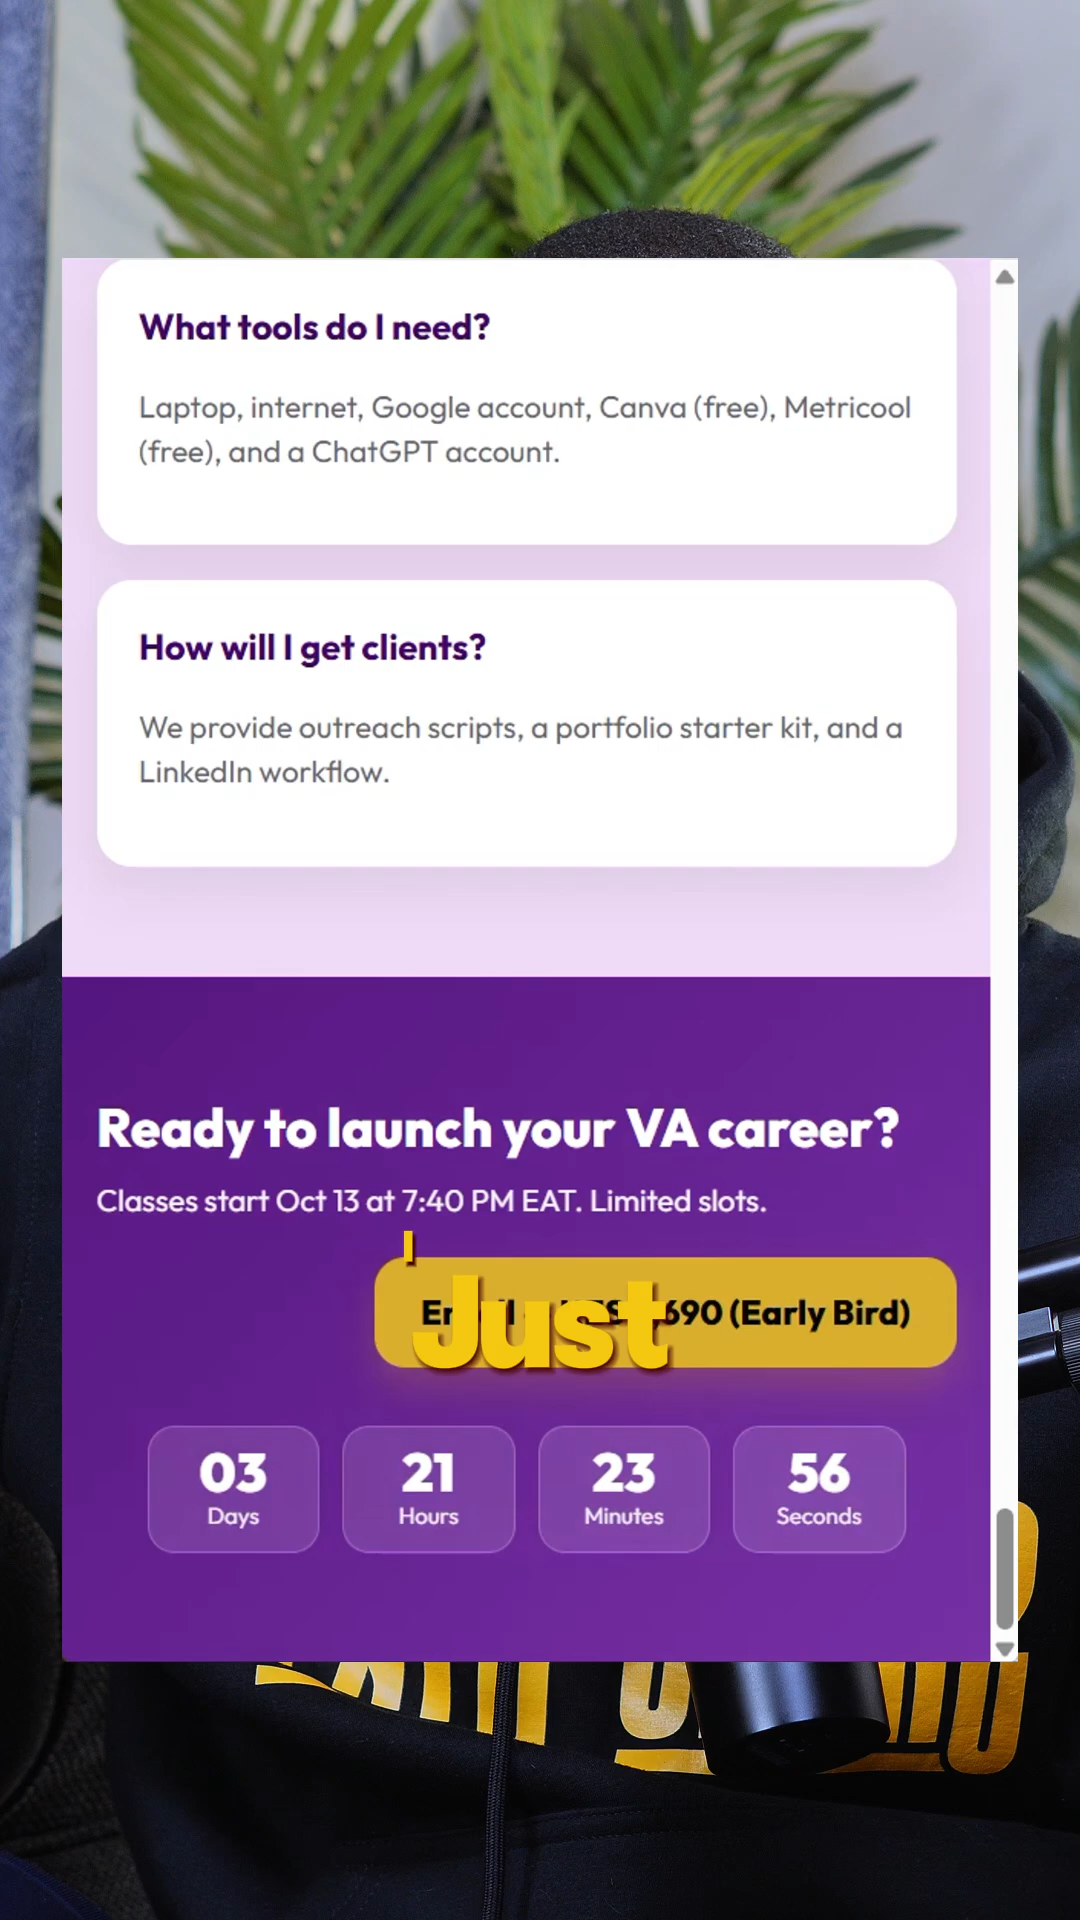 What tools do I need?
Laptop, internet, Google account, Canva (free), Metricool
(free), and a ChatGPT account.
How will I get clients?
We provide outreach scripts, a portfolio starter kit, and a
LinkedIn workflow.
Ready to launch your VA career?
Classes start Oct 13 at 7:40 PM EAT. Limited slots.
690 (Early Bird)
Just
03
Days
21
Hours
23
Minutes
56
Seconds